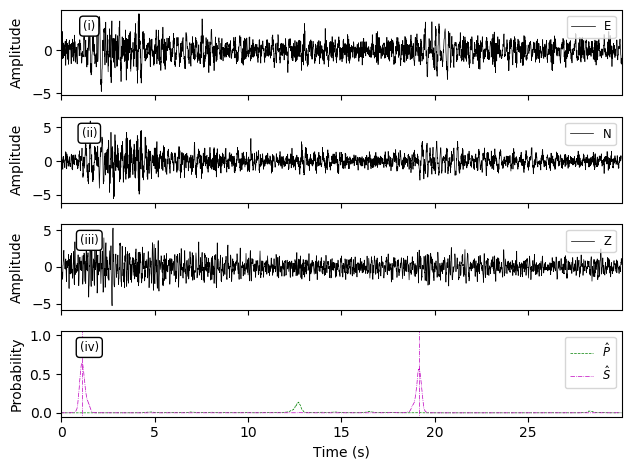 Amplitude
0
−5
(i)
E
Amplitude
5
0
−5
(ii)
N
Amplitude
5
0
−5
(iii)
Z
Probability
1.0
0.5
0.0
(iv)
P̂
Ŝ
0 5 10 15 20 25
Time (s)